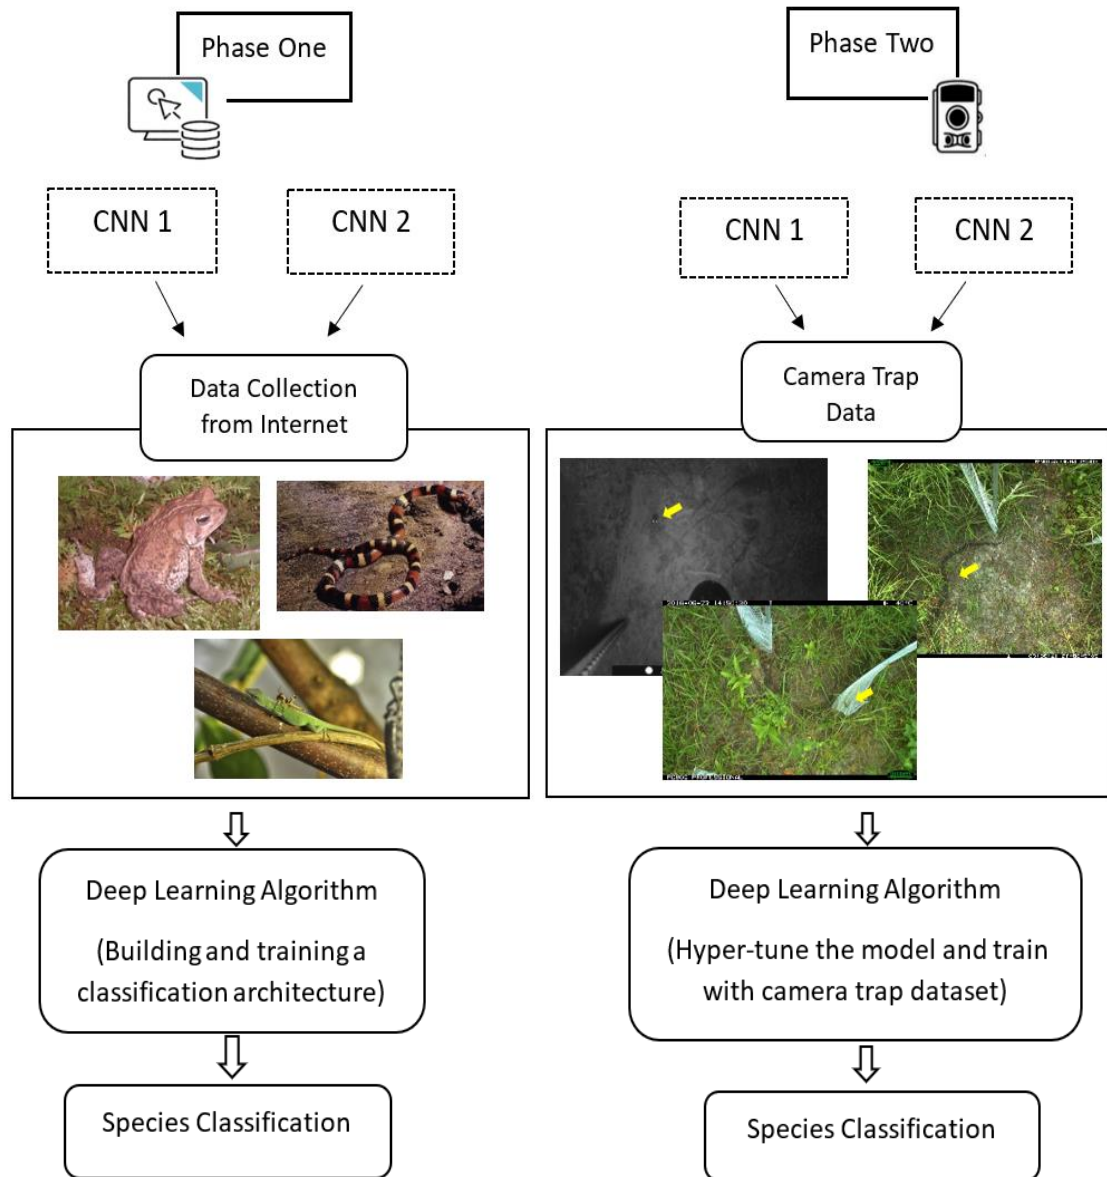 Phase One
Phase Two
CNN 1
CNN 2
CNN 1
CNN 2
Data Collection
from Internet
Camera Trap
Data
PC900 PROFESSIONAL
Deep Learning Algorithm
(Building and training a
classification architecture)
Deep Learning Algorithm
(Hyper-tune the model and train
with camera trap dataset)
Species Classification
Species Classification